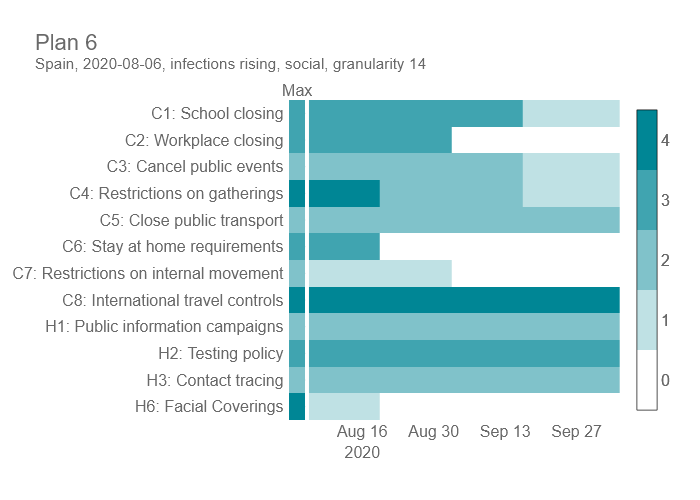 Plan 6
Spain, 2020-08-06, infections rising, social, granularity 14
Max
C1: School closing
C2: Workplace closing
C3: Cancel public events
C4: Restrictions on gatherings
C5: Close public transport
C6: Stay at home requirements
C7: Restrictions on internal movement
C8: International travel controls
H1: Public information campaigns
H2: Testing policy
H3: Contact tracing
H6: Facial Coverings
Aug 16 Aug 30 Sep 13 Sep 27
2020
4
3
2
1
0